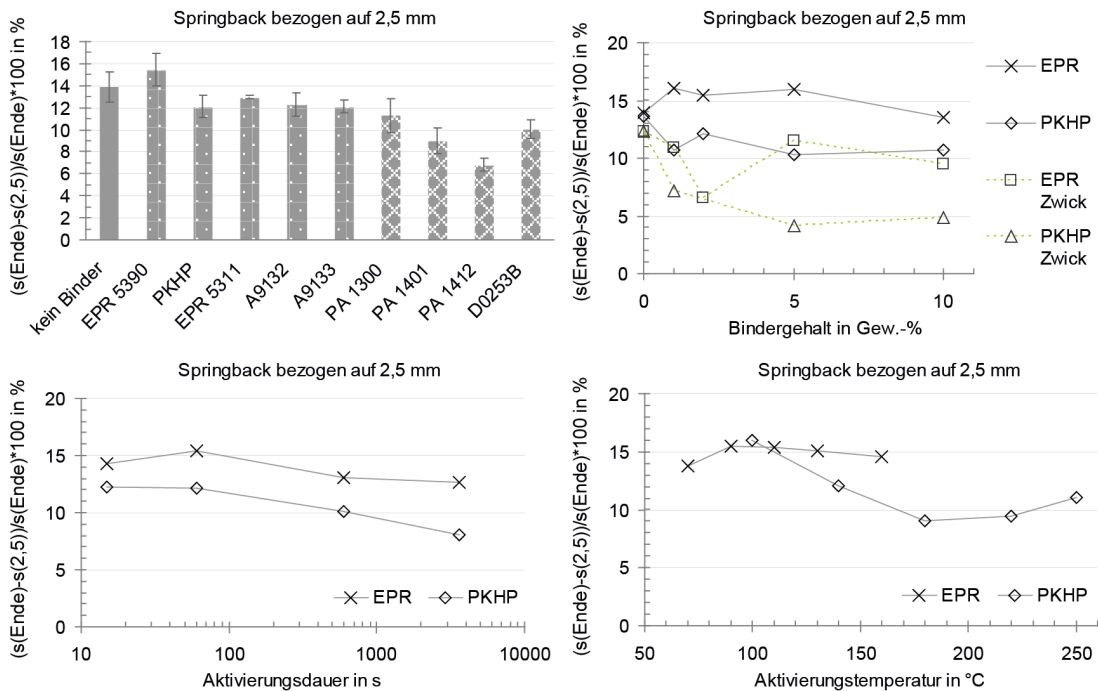 Springback bezogen auf 2,5 mm
(s(Ende)-s(2,5))/s(Ende)*100 in %
18
16
14
12
10
8
6
4
2
0
kein Binder
EPR 5390
PKHP
EPR 5311
A9132
A9133
PA 1300
PA 1401
PA 1412
D0253B
Springback bezogen auf 2,5 mm
(s(Ende)-s(2,5))/s(Ende)*100 in %
20
15
10
5
0
0
5
10
Bindergehalt in Gew.-%
EPR
PKHP
EPR
Zwick
PKHP
Zwick
Springback bezogen auf 2,5 mm
(s(Ende)-s(2,5))/s(Ende)*100 in %
20
15
10
5
0
EPR
PKHP
10
100
1000
10000
Aktivierungsdauer in s
Springback bezogen auf 2,5 mm
(s(Ende)-s(2,5))/s(Ende)*100 in %
20
15
10
5
0
EPR
PKHP
50
100
150
200
250
Aktivierungstemperatur in °C